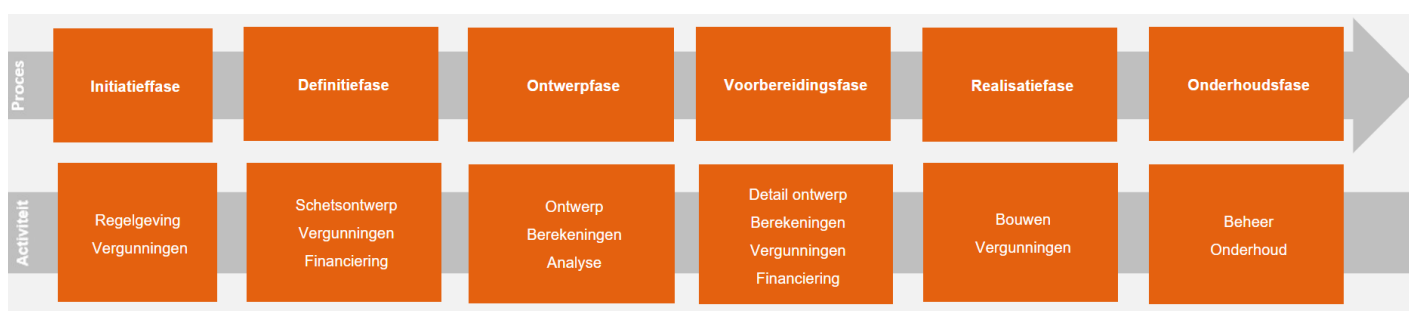 Proces
Initiatieffase
Definitiefase
Ontwerpfase
Voorbereidingsfase
Realisatiefase
Onderhoudsfase
Activiteit
Regelgeving
Vergunningen
Schetsontwerp
Vergunningen
Financiering
Ontwerp
Berekeningen
Analyse
Detail ontwerp
Berekeningen
Vergunningen
Financiering
Bouwen
Vergunningen
Beheer
Onderhoud